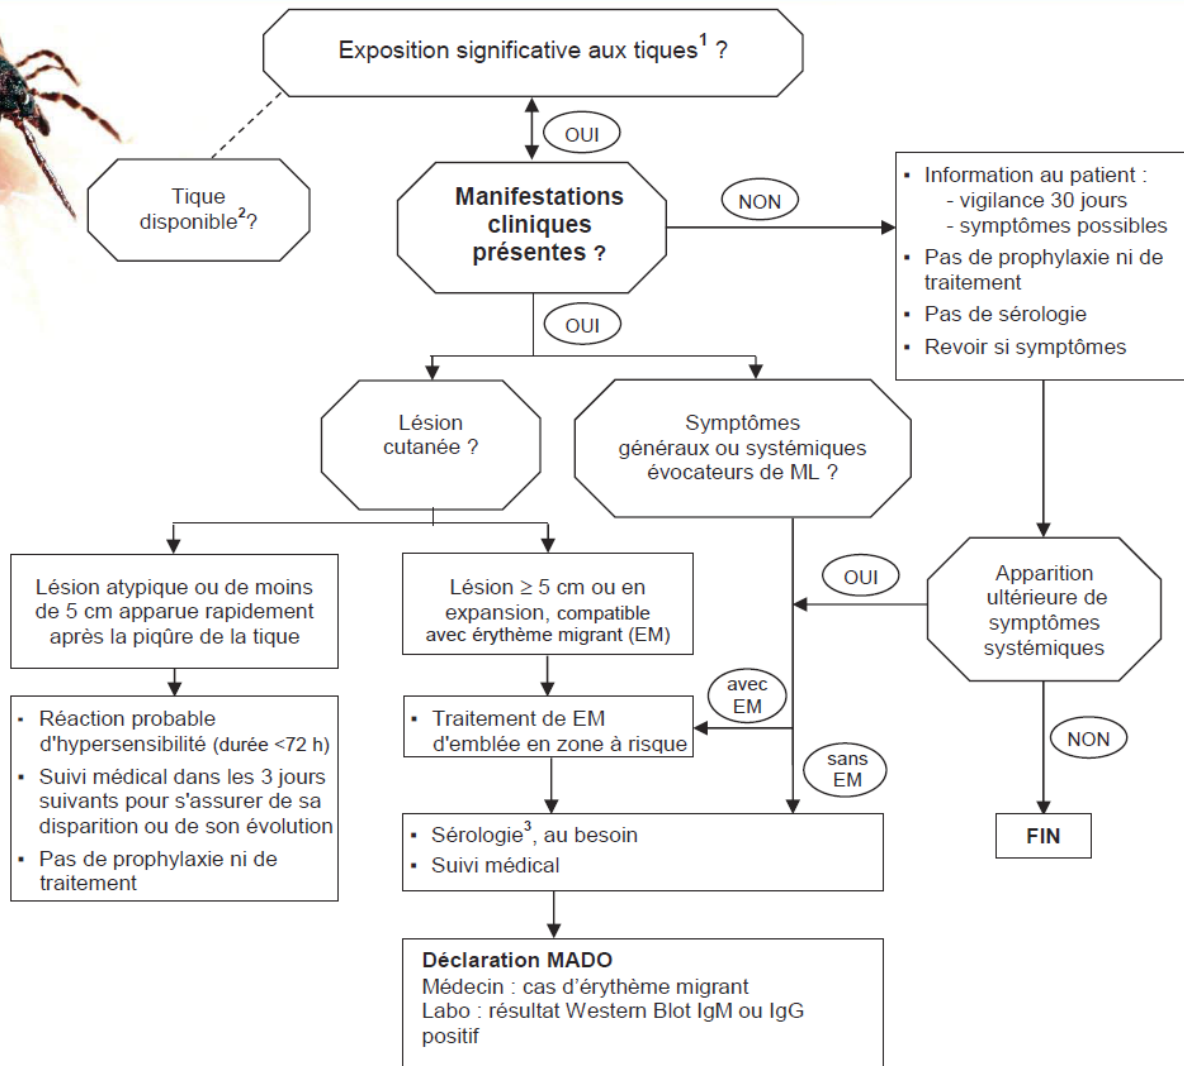 Exposition significative aux tiques¹ ?
OUI
Tique
disponible²?
Manifestations
cliniques
présentes ?
NON
▪ Information au patient :
- vigilance 30 jours
- symptômes possibles
▪ Pas de prophylaxie ni de
traitement
▪ Pas de sérologie
▪ Revoir si symptômes
OUI
Lésion
cutanée ?
Symptômes
généraux ou systémiques
évocateurs de ML ?
Lésion atypique ou de moins
de 5 cm apparue rapidement
après la piqûre de la tique
Lésion ≥ 5 cm ou en
expansion, compatible
avec érythème migrant (EM)
OUI
Apparition
ultérieure de
symptômes
systémiques
▪ Réaction probable
d'hypersensibilité (durée <72 h)
▪ Suivi médical dans les 3 jours
suivants pour s'assurer de sa
disparition ou de son évolution
▪ Pas de prophylaxie ni de
traitement
▪ Traitement de EM
d'emblée en zone à risque
avec
EM
sans
EM
NON
▪ Sérologie³, au besoin
▪ Suivi médical
FIN
Déclaration MADO
Médecin : cas d’érythème migrant
Labo : résultat Western Blot IgM ou IgG
positif